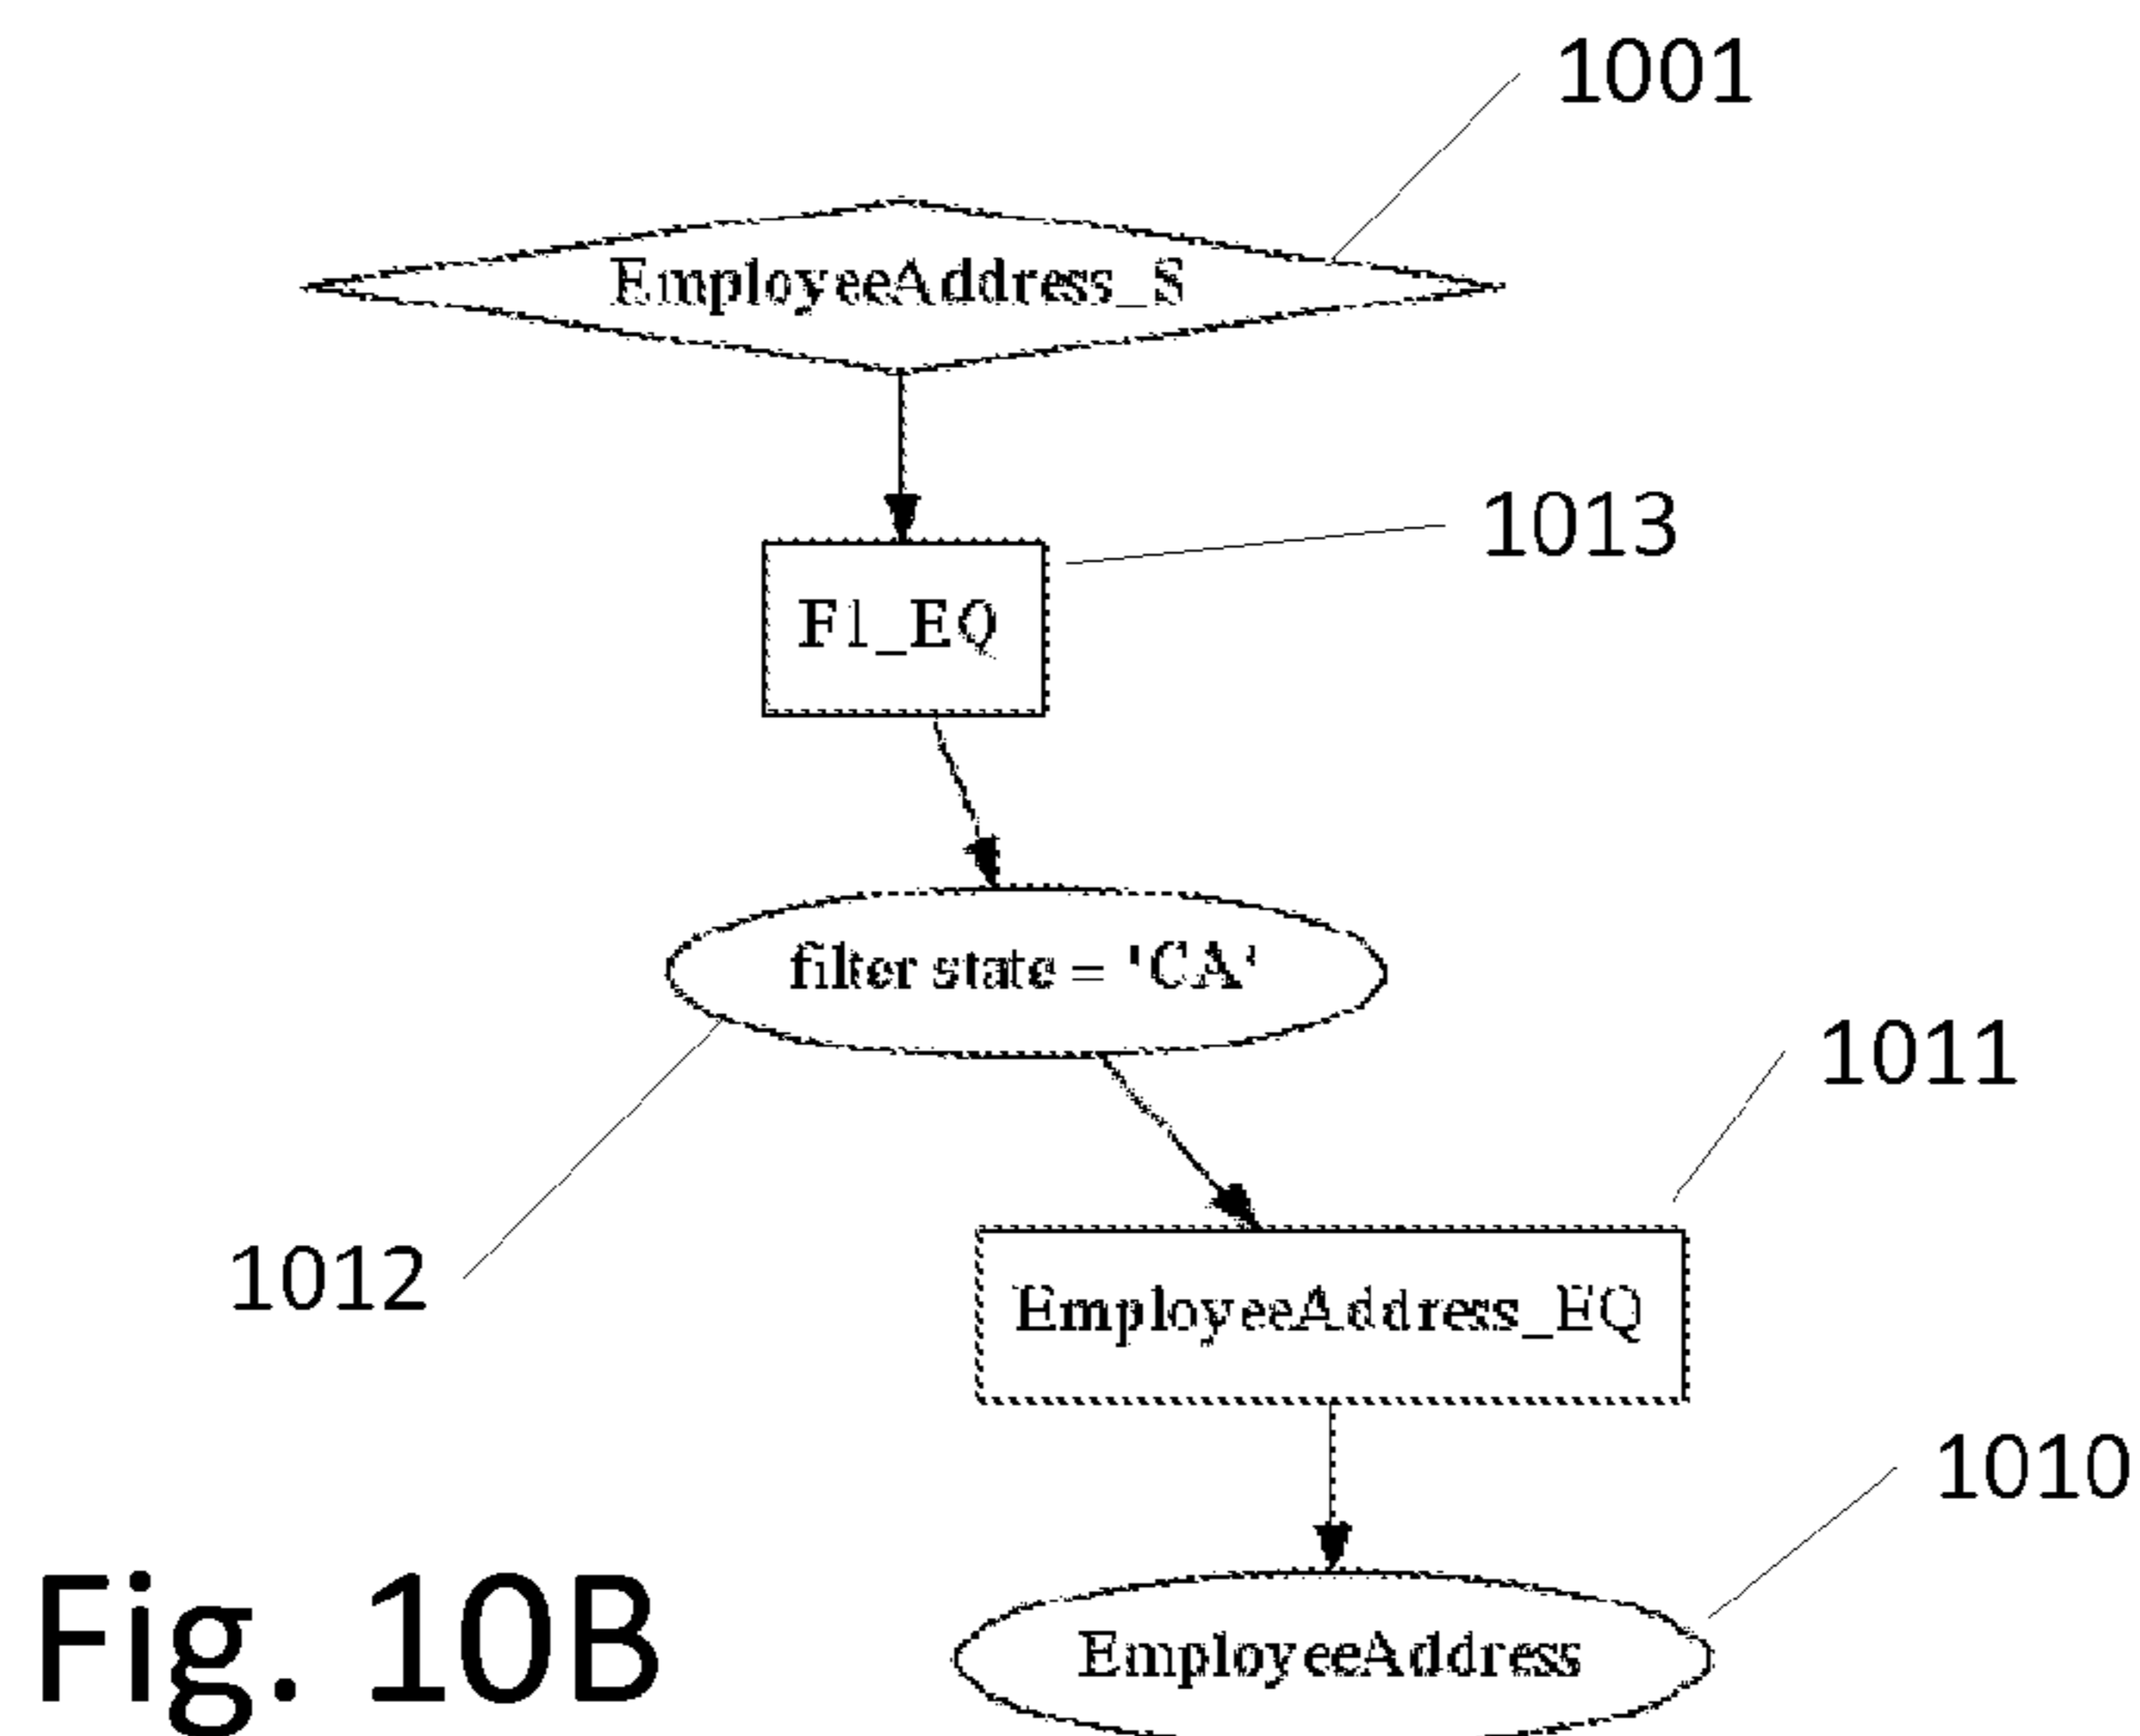 1001
EmployeeAddress_S
1013
F1_EQ
filter state = 'CA'
1011
1012
EmployeeAddress_EQ
1010
EmployeeAddress
Fig. 10B